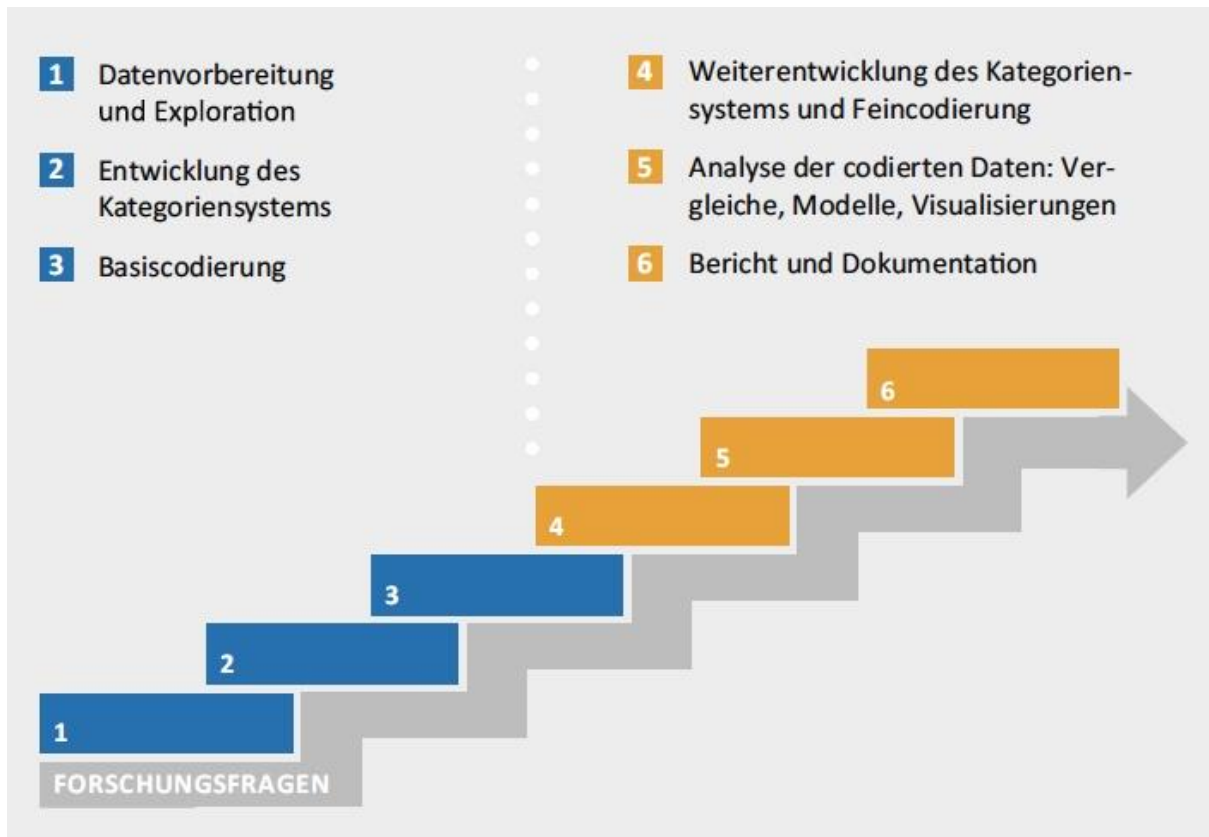 1 Datenvorbereitung
und Exploration
2 Entwicklung des
Kategoriensystems
3 Basiscodierung
4 Weiterentwicklung des Kategorien-
systems und Feincodierung
5 Analyse der codierten Daten: Ver-
gleiche, Modelle, Visualisierungen
6 Bericht und Dokumentation
6
5
4
3
2
1
FORSCHUNGSFRAGEN